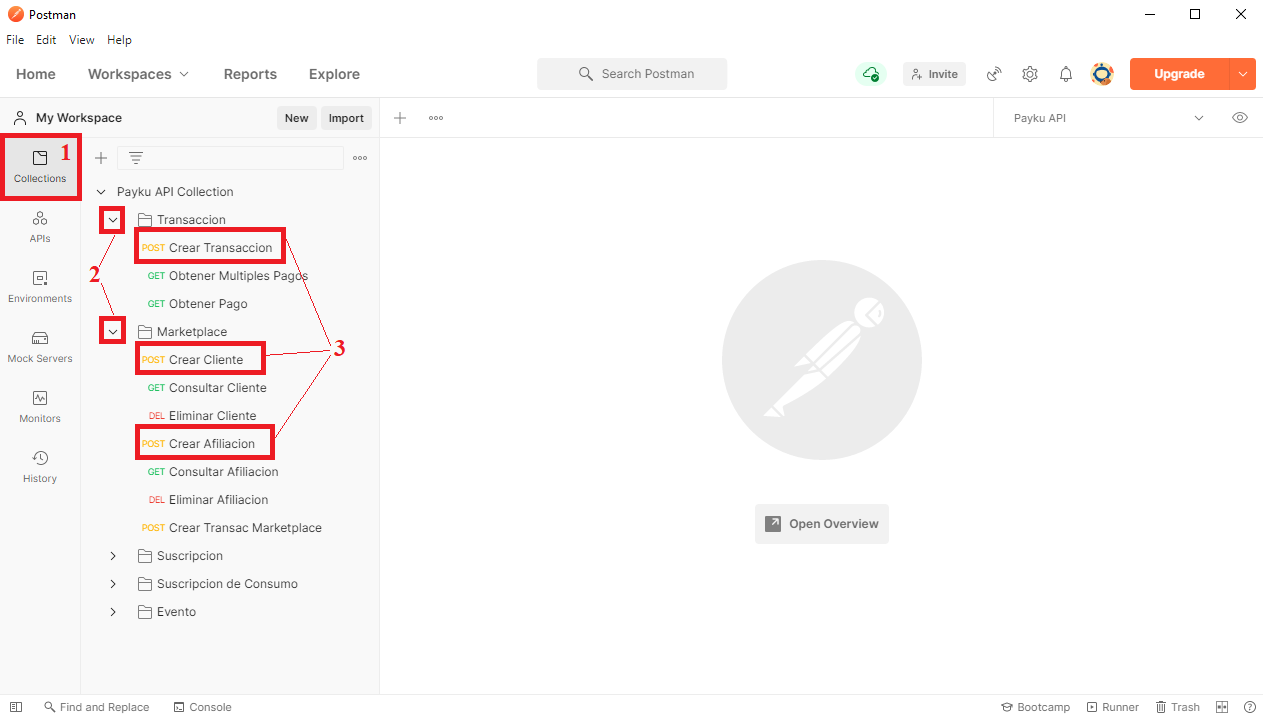 Postman
File Edit View Help
Home Workspaces Reports Explore Search Postman Invite Upgrade
My Workspace New Import Payku API
1
Collections
Payku API Collection
Transaccion
POST Crear Transaccion
APIs
2
GET Obtener Multiples Pagos
Environments
GET Obtener Pago
Marketplace
3
Mock Servers
POST Crear Cliente
GET Consultar Cliente
Monitors
DEL Eliminar Cliente
POST Crear Afiliacion
GET Consultar Afiliacion
History
DEL Eliminar Afiliacion
POST Crear Transac Marketplace
Open Overview
Suscripcion
Suscripcion de Consumo
Evento
Find and Replace Console Bootcamp Runner Trash